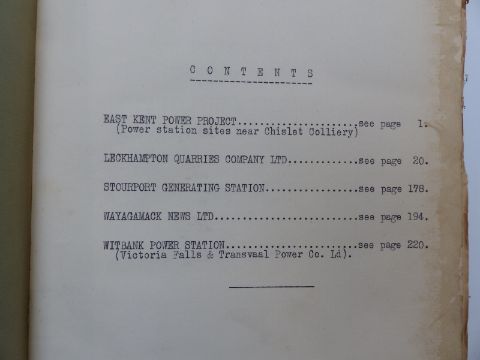 C O N T E N T S
EAST KENT POWER PROJECT......................see page 1.
(Power station sites near Chislet Colliery)
LECKHAMPTON QUARRIES COMPANY LTD.............see page 20.
STOURPORT GENERATING STATION.................see page 178.
WAYAGAMACK NEWS LTD..........................see page 194.
WITBANK POWER STATION........................see page 220.
(Victoria Falls & Transvaal Power Co. Ld).